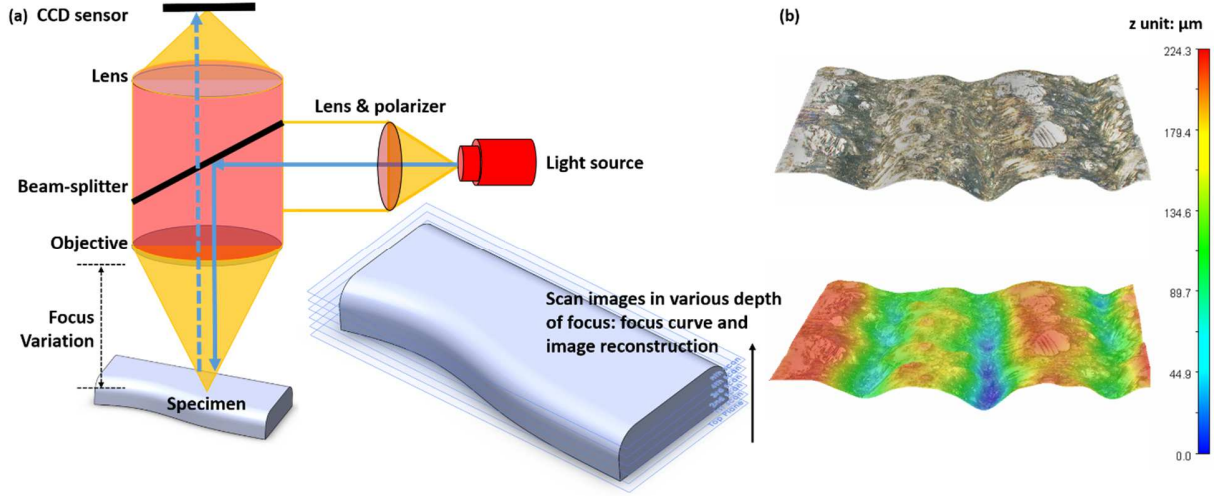 (a)
CCD sensor
Lens
Lens & polarizer
Light source
Beam-splitter
Objective
Focus
Variation
Specimen
Scan images in various depth
of focus: focus curve and
image reconstruction
Top Plane
(b)
z unit: µm
224.3
179.4
134.6
89.7
44.9
0.0